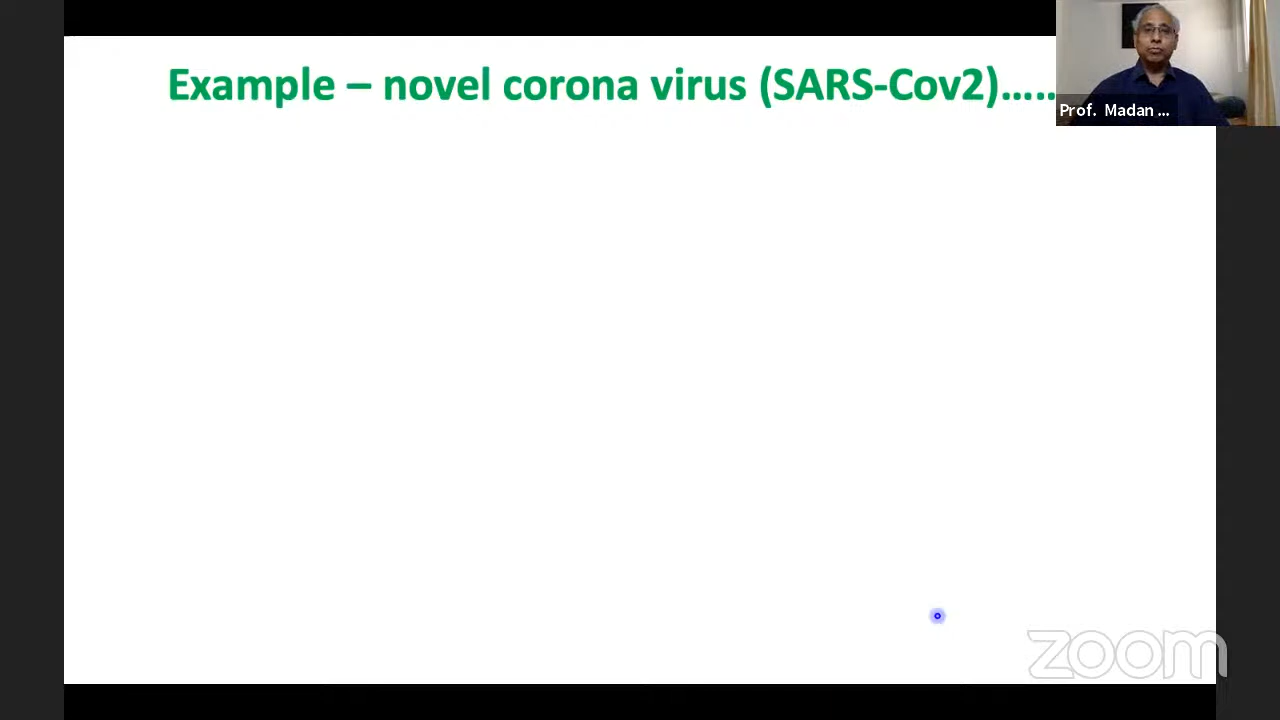 Example – novel corona virus (SARS-Cov2)…..
Prof. Madan ...
zoom